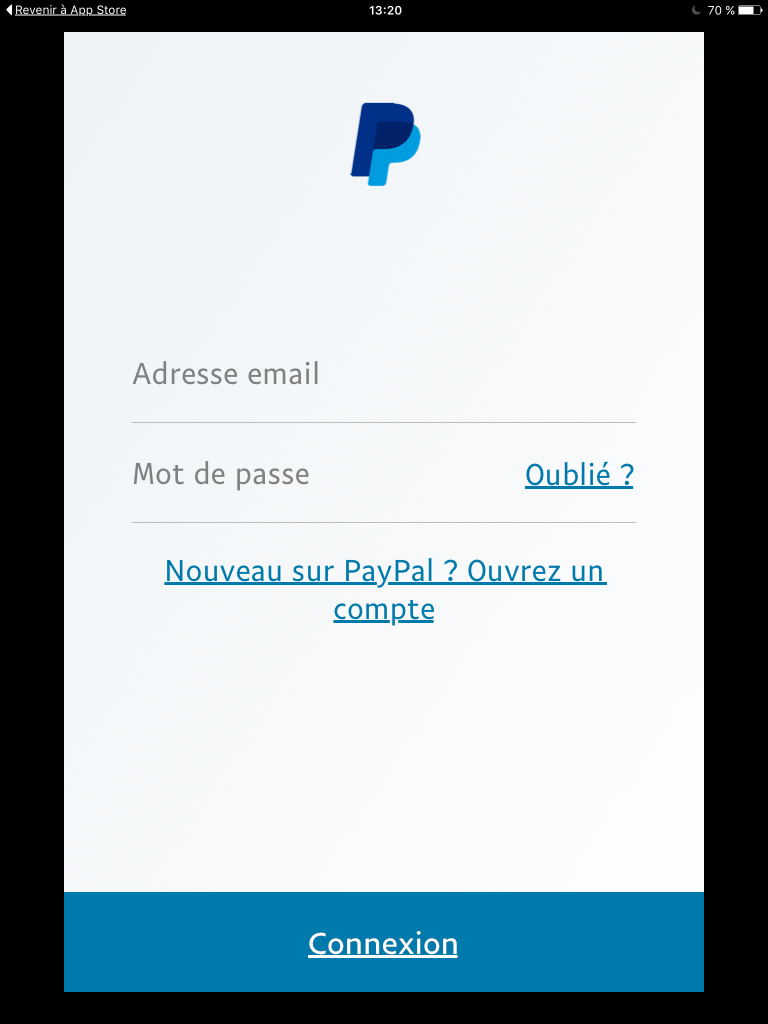 Revenir à App Store
13:20
70 %
Adresse email
Mot de passe
Oublié ?
Nouveau sur PayPal ? Ouvrez un
compte
Connexion